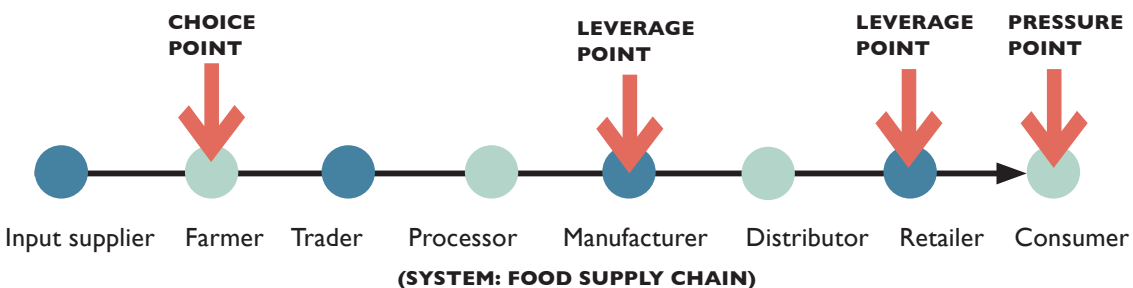 CHOICE POINT
LEVERAGE POINT
LEVERAGE POINT
PRESSURE POINT
Input supplier Farmer Trader Processor Manufacturer Distributor Retailer Consumer
(SYSTEM: FOOD SUPPLY CHAIN)